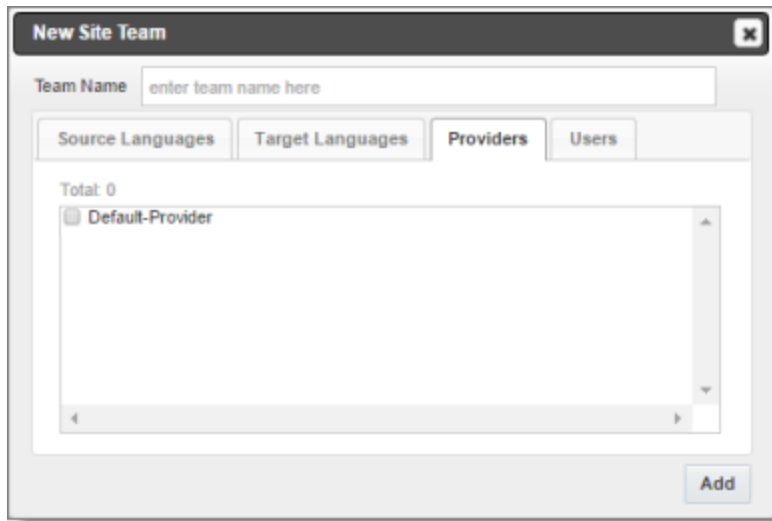 New Site Team
Team Name enter team name here
Source Languages Target Languages Providers Users
Total: 0
Default-Provider
Add